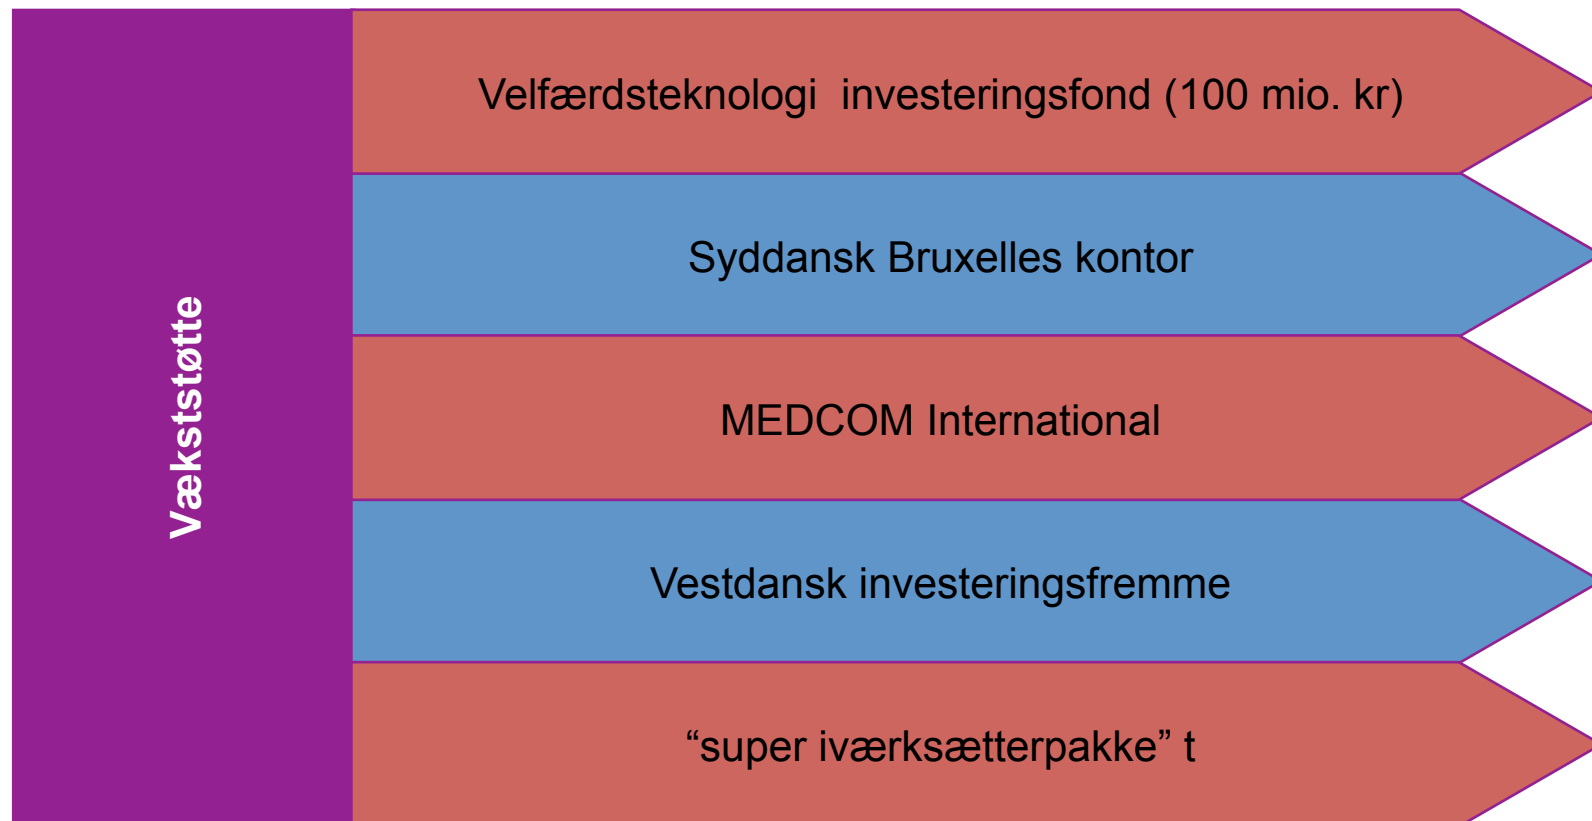 Vækststøtte
Velfærdsteknologi  investeringsfond (100 mio. kr)
Syddansk Bruxelles kontor
MEDCOM International
Vestdansk investeringsfremme
“super iværksætterpakke” t